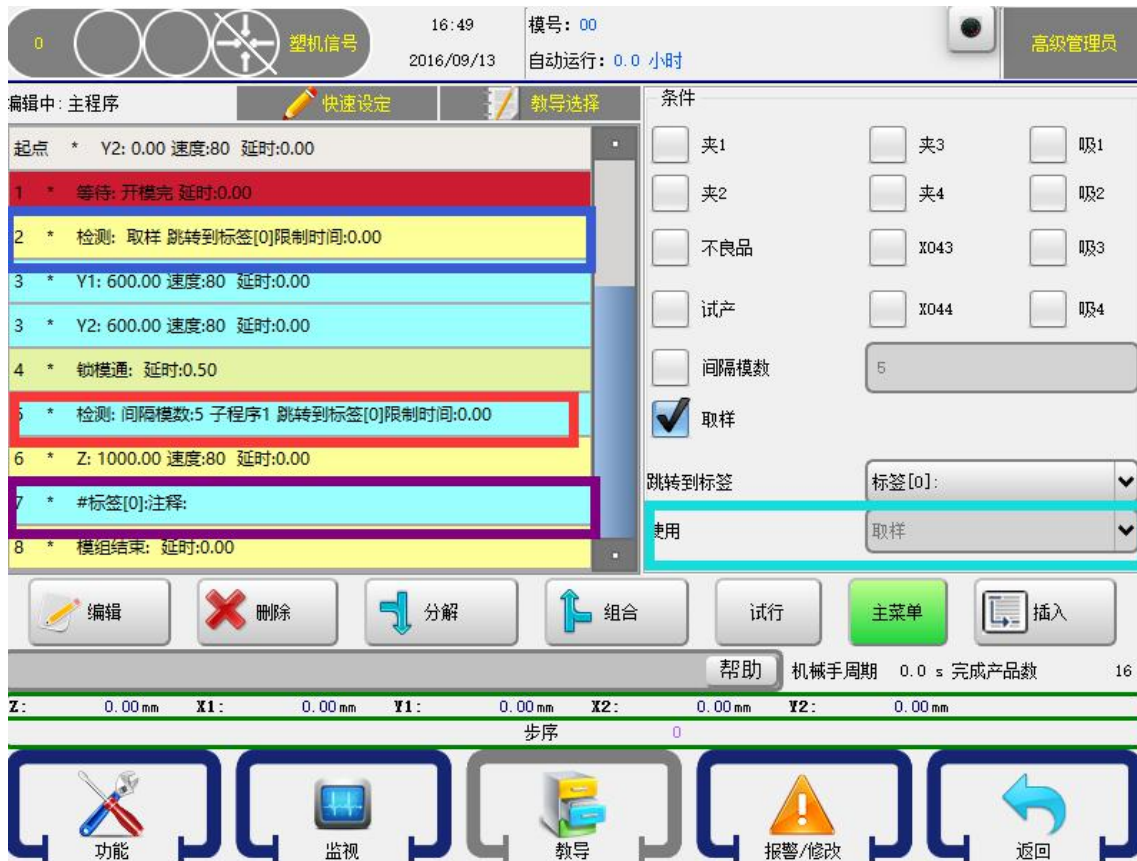 0
塑机信号
16:49
2016/09/13
模号: 00
自动运行: 0.0 小时
高级管理员
编辑中: 主程序
快速设定
教导选择
起点 * Y2: 0.00 速度:80 延时:0.00
1 * 等待: 开模完 延时:0.00
2 * 检测: 取样 跳转到标签[0]限制时间:0.00
3 * Y1: 600.00 速度:80 延时:0.00
3 * Y2: 600.00 速度:80 延时:0.00
4 * 锁模通: 延时:0.50
5 * 检测: 间隔模数:5 子程序1 跳转到标签[0]限制时间:0.00
6 * Z: 1000.00 速度:80 延时:0.00
7 * #标签[0]:注释:
8 * 模组结束: 延时:0.00
条件
夹1 夹3 吸1
夹2 夹4 吸2
不良品 X043 吸3
试产 X044 吸4
间隔模数 5
取样
跳转到标签 标签[0]:
使用 取样
编辑 删除 分解 组合 试行 主菜单 插入
帮助 机械手周期 0.0 s 完成产品数 16
Z: 0.00mm X1: 0.00mm Y1: 0.00mm X2: 0.00mm Y2: 0.00mm
步序 0
功能 监视 教导 报警/修改 返回